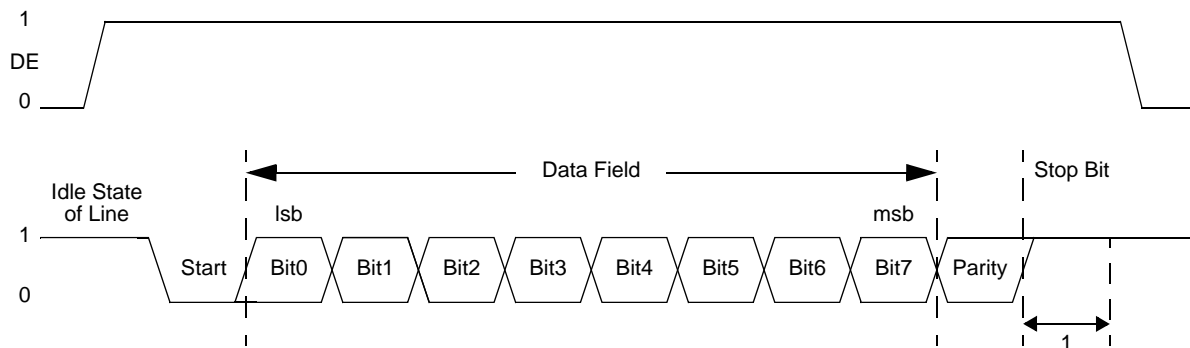 1
DE
0
Data Field
Stop Bit
Idle State
of Line
lsb
msb
1
Start
Bit0
Bit1
Bit2
Bit3
Bit4
Bit5
Bit6
Bit7
Parity
0
1